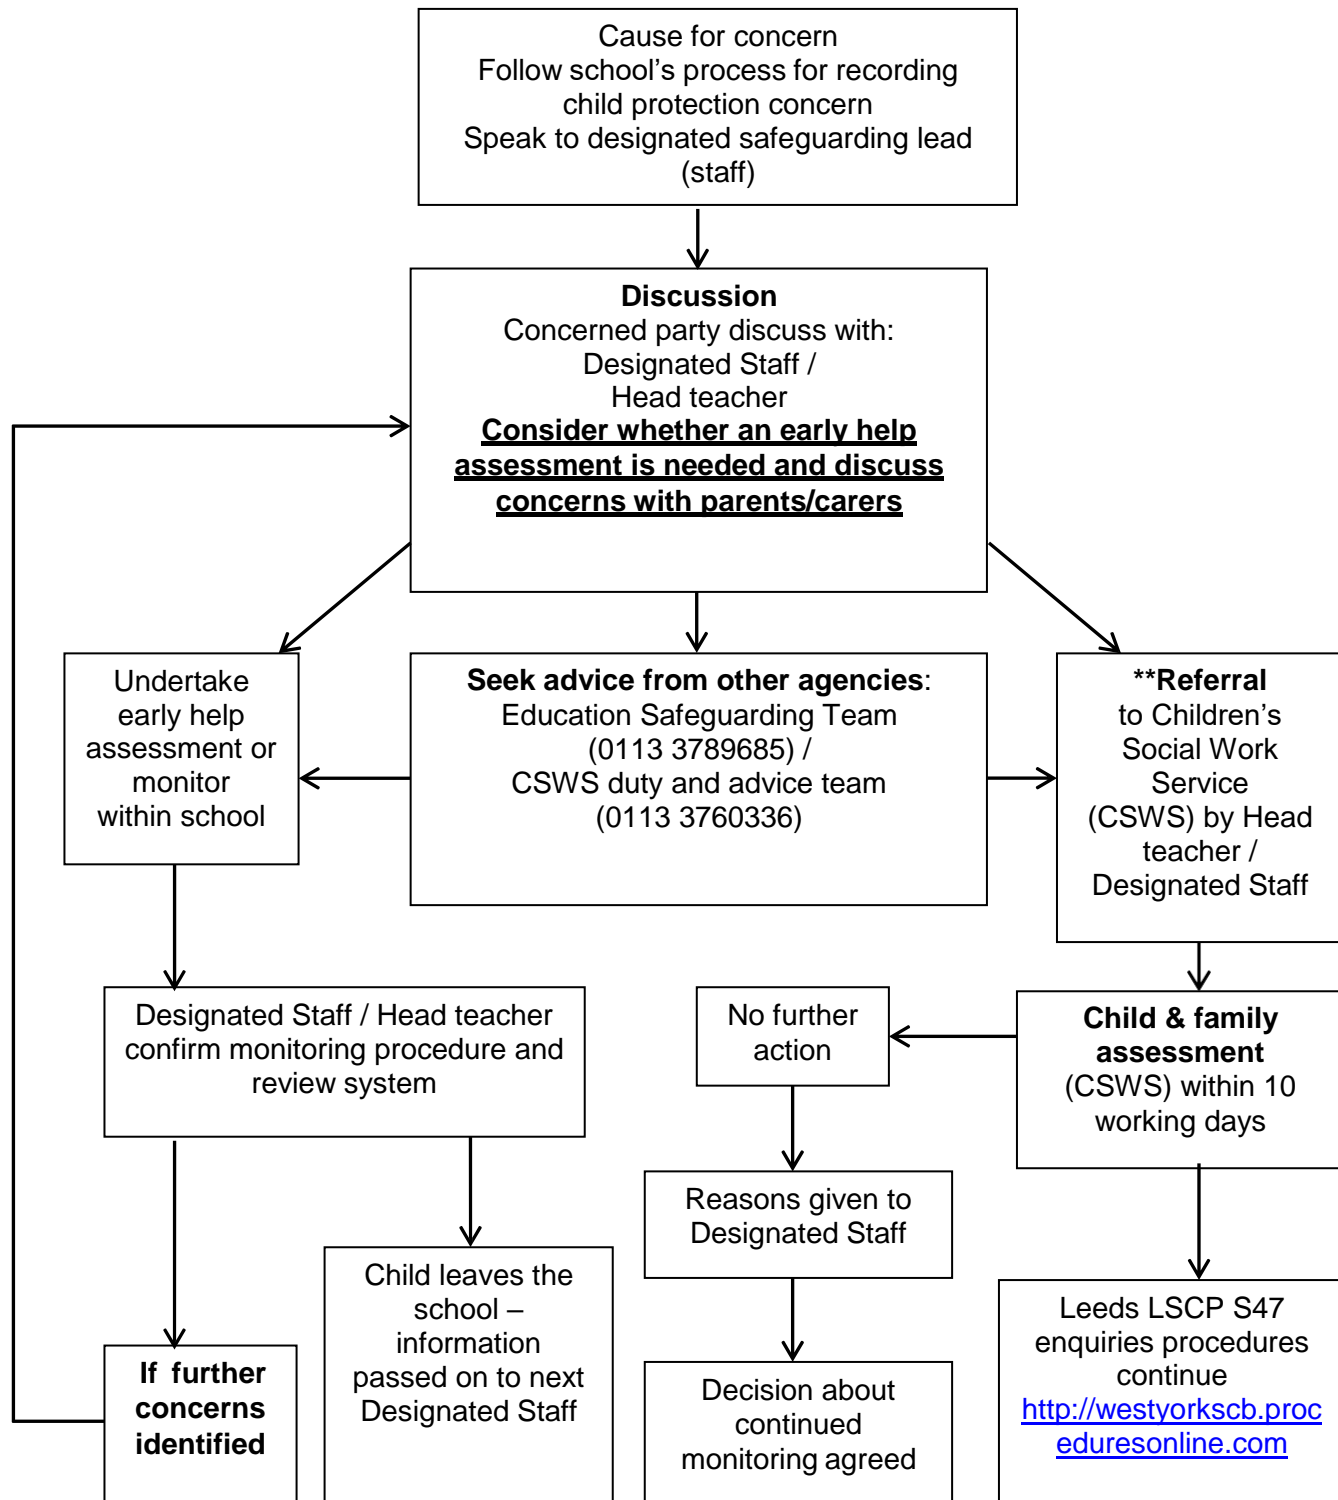 Cause for concern
Follow school's process for recording
child protection concern
Speak to designated safeguarding lead
(staff)
Discussion
Concerned party discuss with:
Designated Staff /
Head teacher
Consider whether an early help
assessment is needed and discuss
concerns with parents/carers
Undertake
early help
assessment or
monitor
within school
Seek advice from other agencies:
Education Safeguarding Team
(0113 3789685) /
CSWS duty and advice team
(0113 3760336)
**Referral
to Children's
Social Work
Service
(CSWS) by Head
teacher /
Designated Staff
Designated Staff / Head teacher
confirm monitoring procedure and
review system
No further
action
Child & family
assessment
(CSWS) within 10
working days
Reasons given to
Designated Staff
Child leaves the
school –
information
passed on to next
Designated Staff
If further
concerns
identified
Decision about
continued
monitoring agreed
Leeds LSCP S47
enquiries procedures
continue
http://westyorkscb.proc
eduresonline.com